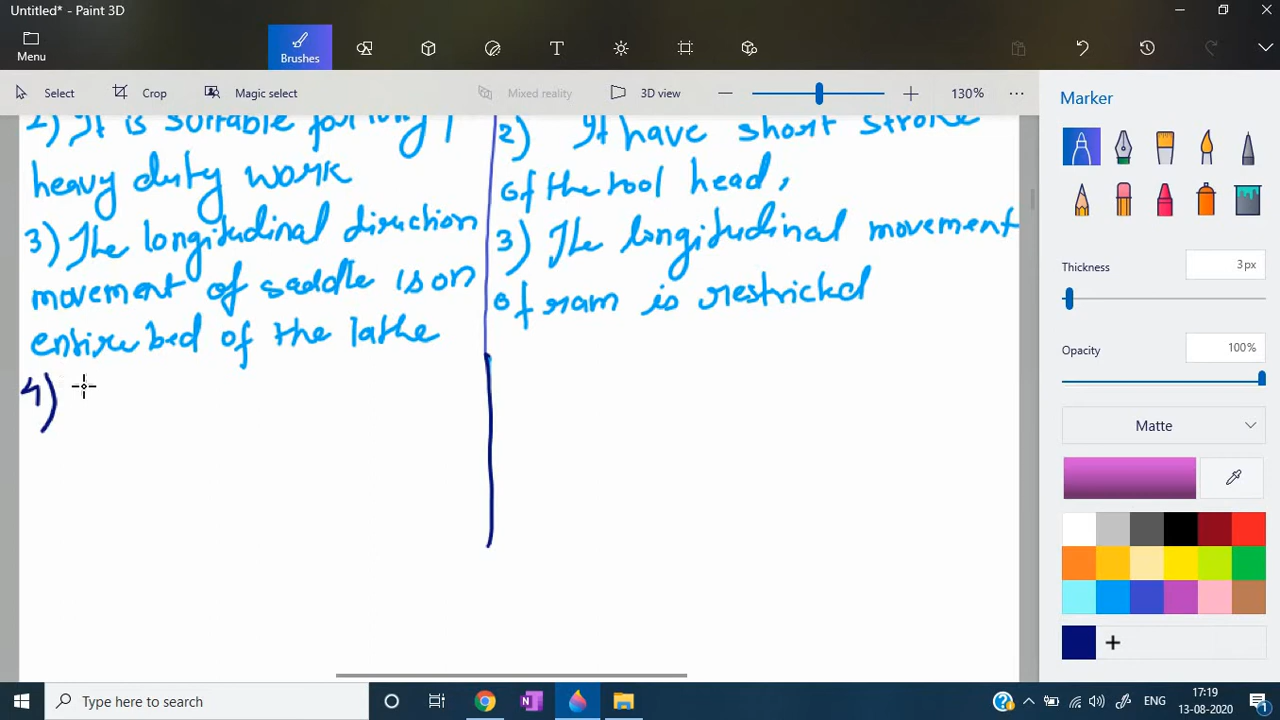 Untitled* - Paint 3D
Menu
Brushes
Select
Crop
Magic select
Mixed reality
3D view
130%
Marker
Thickness
3px
Opacity
100%
Matte
2) It is suitable for long,
heavy duty work
3) The longitudinal diruction
movement of saddle is on
entire bed of the lathe
4)
2) It have short stroke
of the tool head,
3) The longitudinal movement
of ram is restricted
Type here to search
ENG
17:19
13-08-2020
1